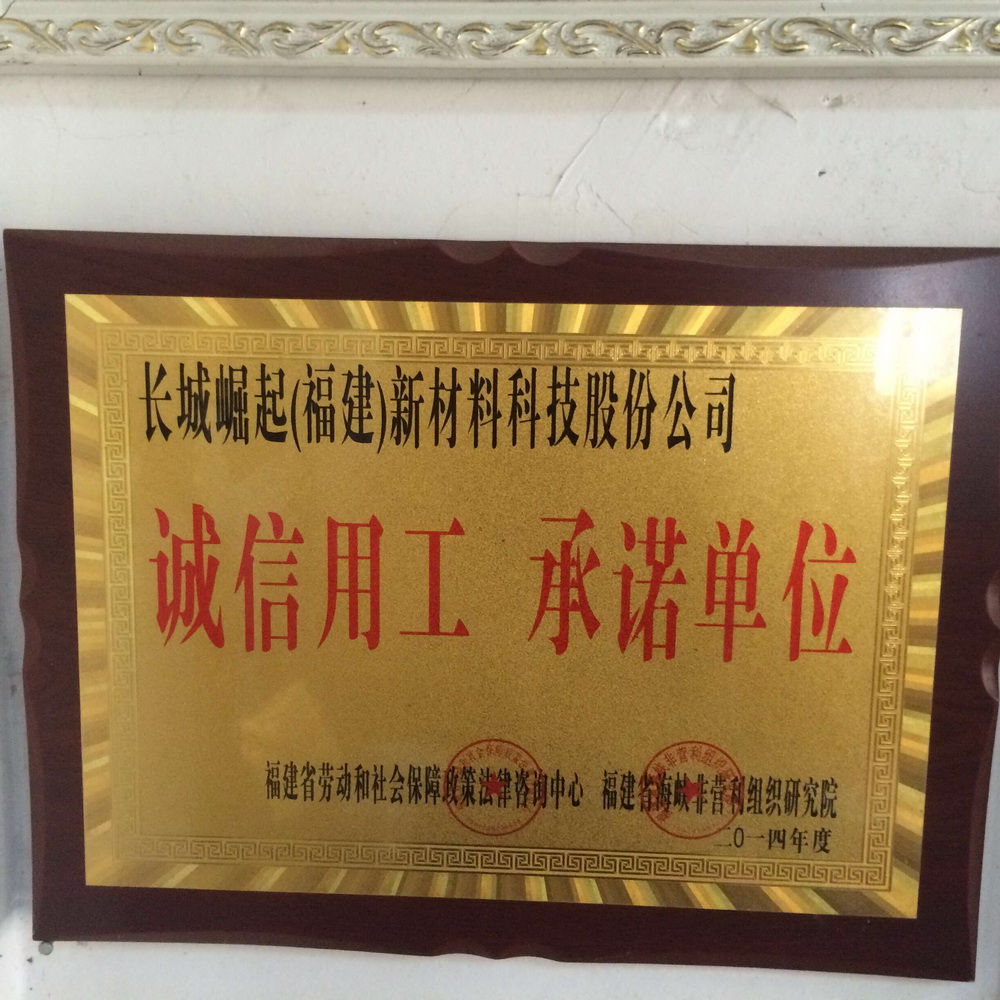 长城崛起(福建)新材料科技股份公司
诚信用工 承诺单位
福建省劳动和社会保障政策法律咨询中心 福建省海峡非营利组织研究院
二0一四年度